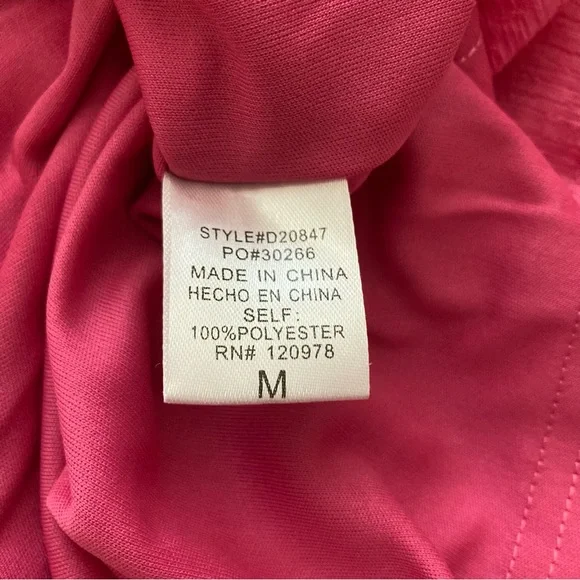 STYLE#D20847
PO#30266
MADE IN CHINA
HECHO EN CHINA
SELF:
100%POLYESTER
RN# 120978
M